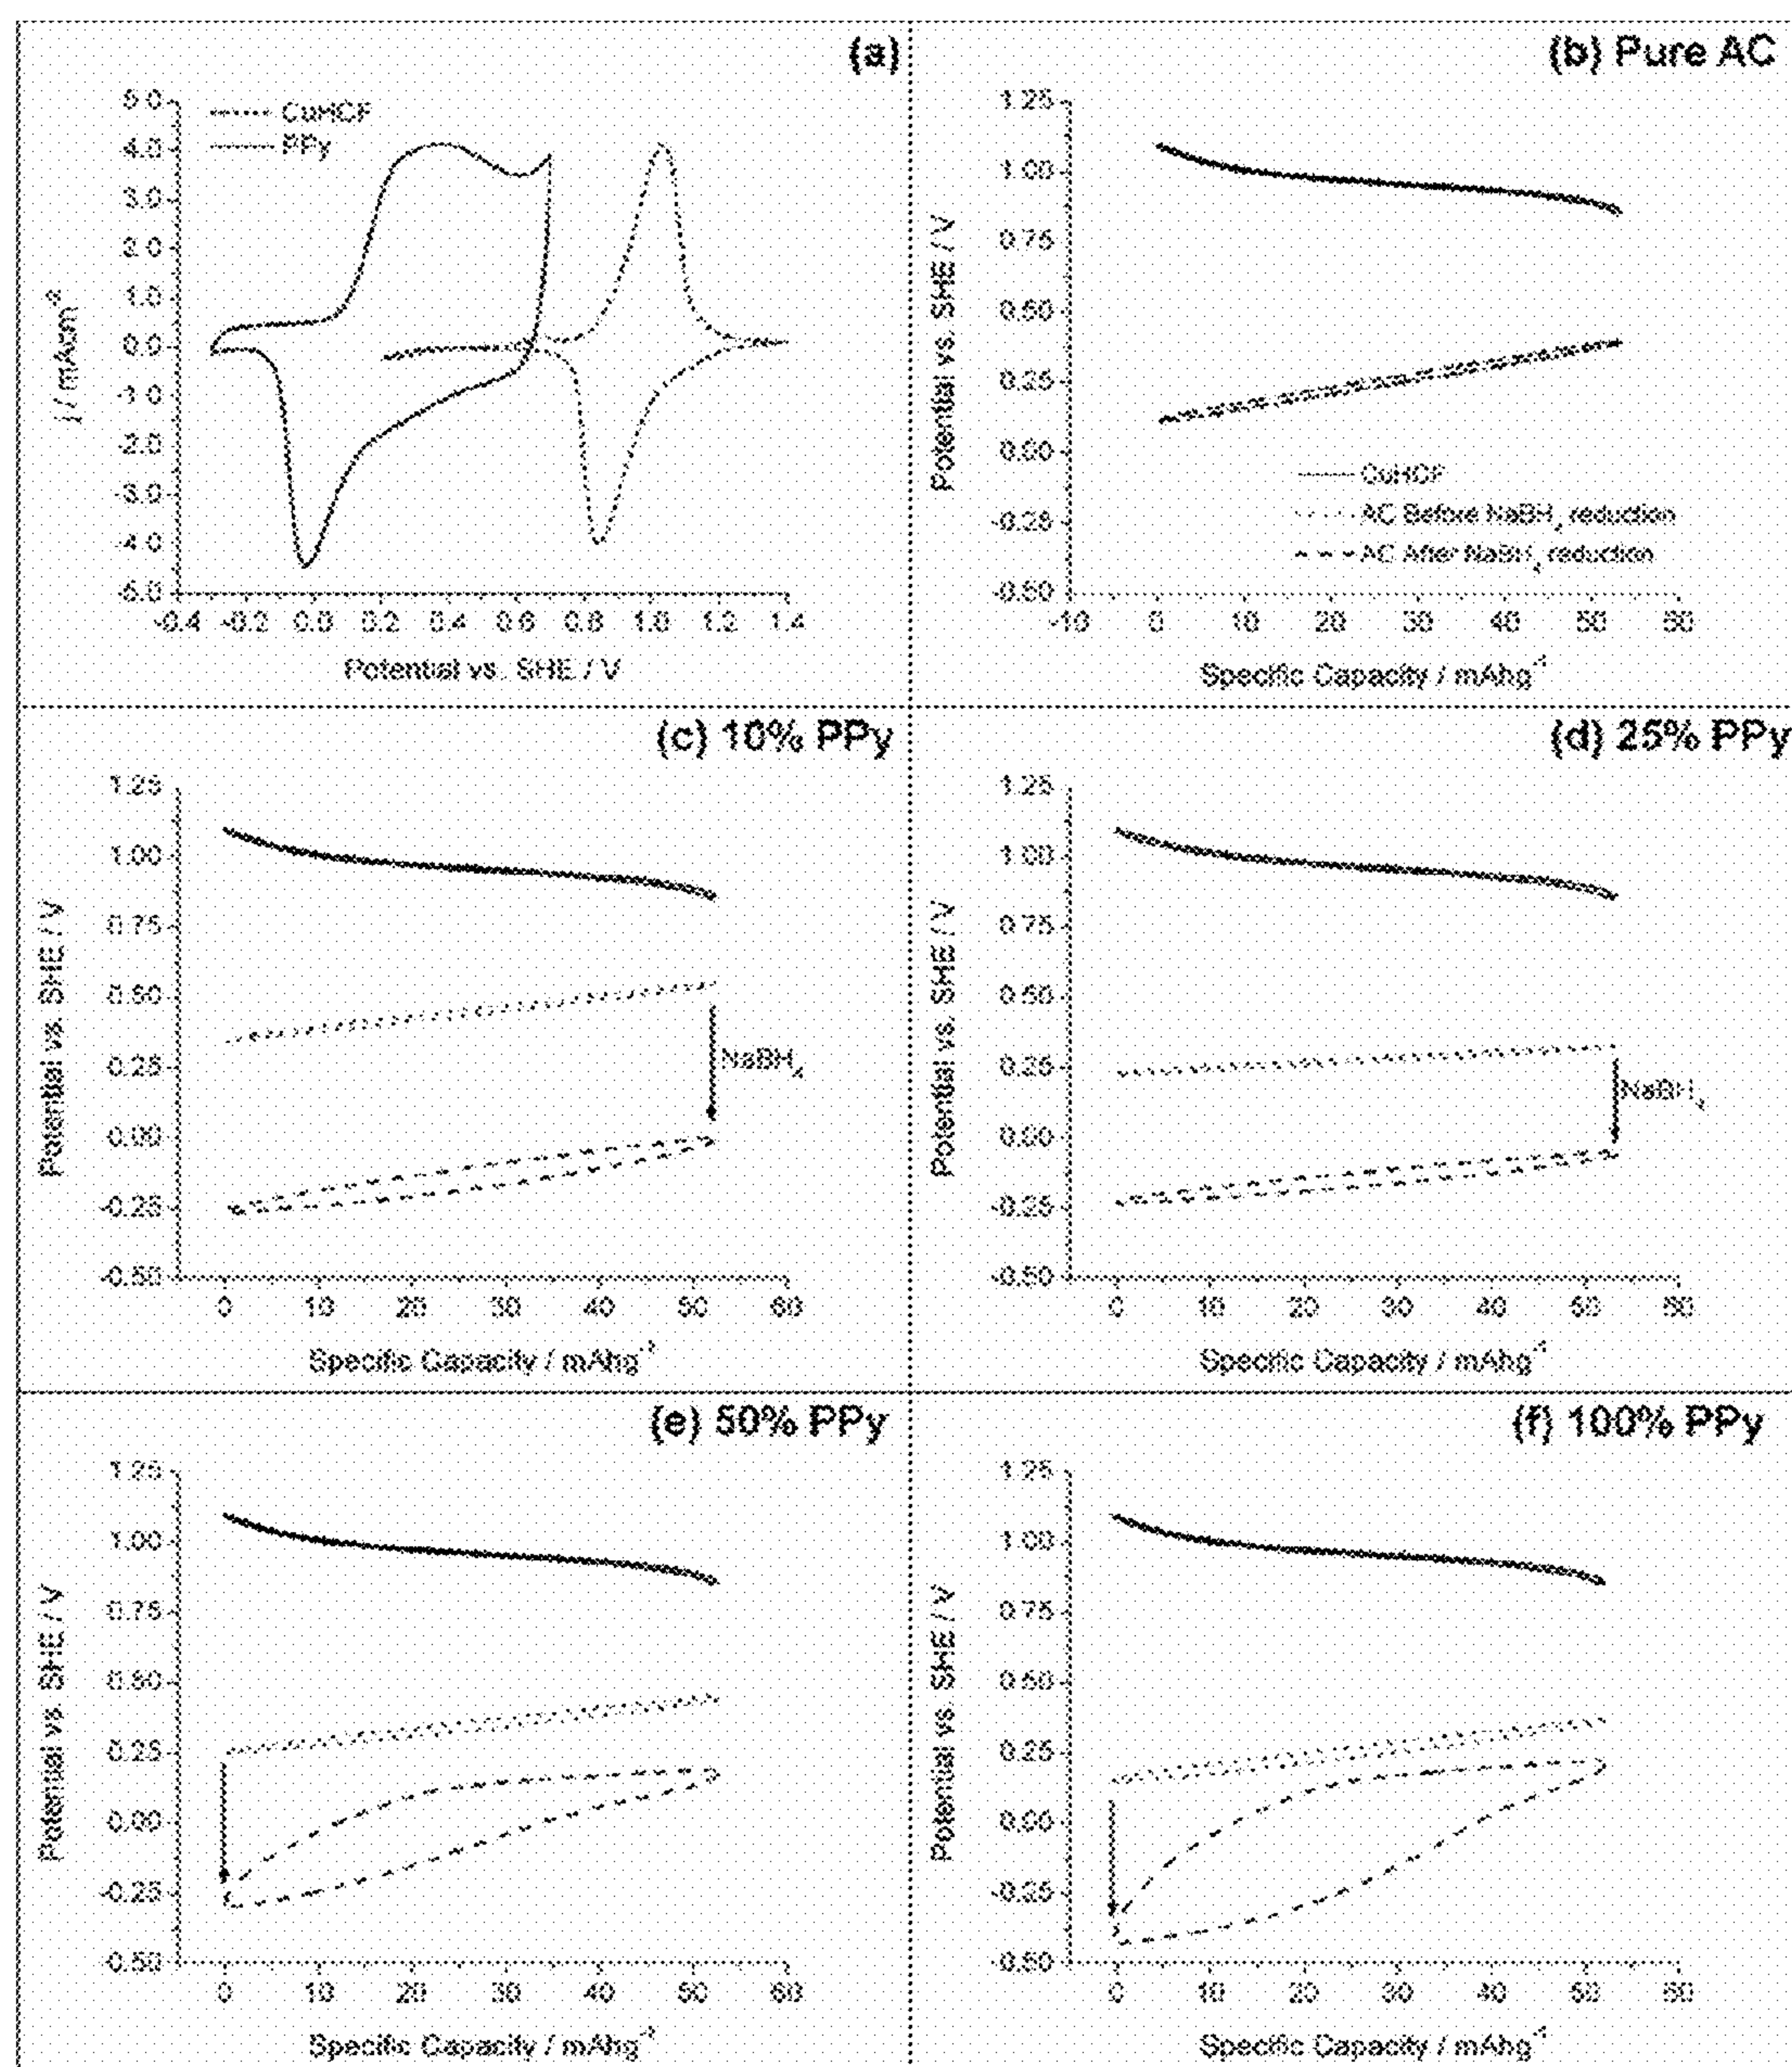 (a)
CuHCF
PPy
5.0
4.0
3.0
2.0
1.0
0.0
-1.0
-2.0
-3.0
-4.0
-5.0
j / mAcm-2
-0.4 -0.2 0.0 0.2 0.4 0.6 0.8 1.0 1.2 1.4
Potential vs. SHE / V
(b) Pure AC
1.25
1.00
0.75
0.50
0.25
0.00
-0.25
-0.50
Potential vs. SHE / V
CuHCF
AC Before NaBH4 reduction
AC After NaBH4 reduction
-10 0 10 20 30 40 50 60
Specific Capacity / mAhg-1
(c) 10% PPy
1.25
1.00
0.75
0.50
0.25
0.00
-0.25
-0.50
Potential vs. SHE / V
NaBH4
0 10 20 30 40 50 60
Specific Capacity / mAhg-1
(d) 25% PPy
1.25
1.00
0.75
0.50
0.25
0.00
-0.25
-0.50
Potential vs. SHE / V
NaBH4
0 10 20 30 40 50 60
Specific Capacity / mAhg-1
(e) 50% PPy
1.25
1.00
0.75
0.50
0.25
0.00
-0.25
-0.50
Potential vs. SHE / V
0 10 20 30 40 50 60
Specific Capacity / mAhg-1
(f) 100% PPy
1.25
1.00
0.75
0.50
0.25
0.00
-0.25
-0.50
Potential vs. SHE / V
0 10 20 30 40 50 60
Specific Capacity / mAhg-1